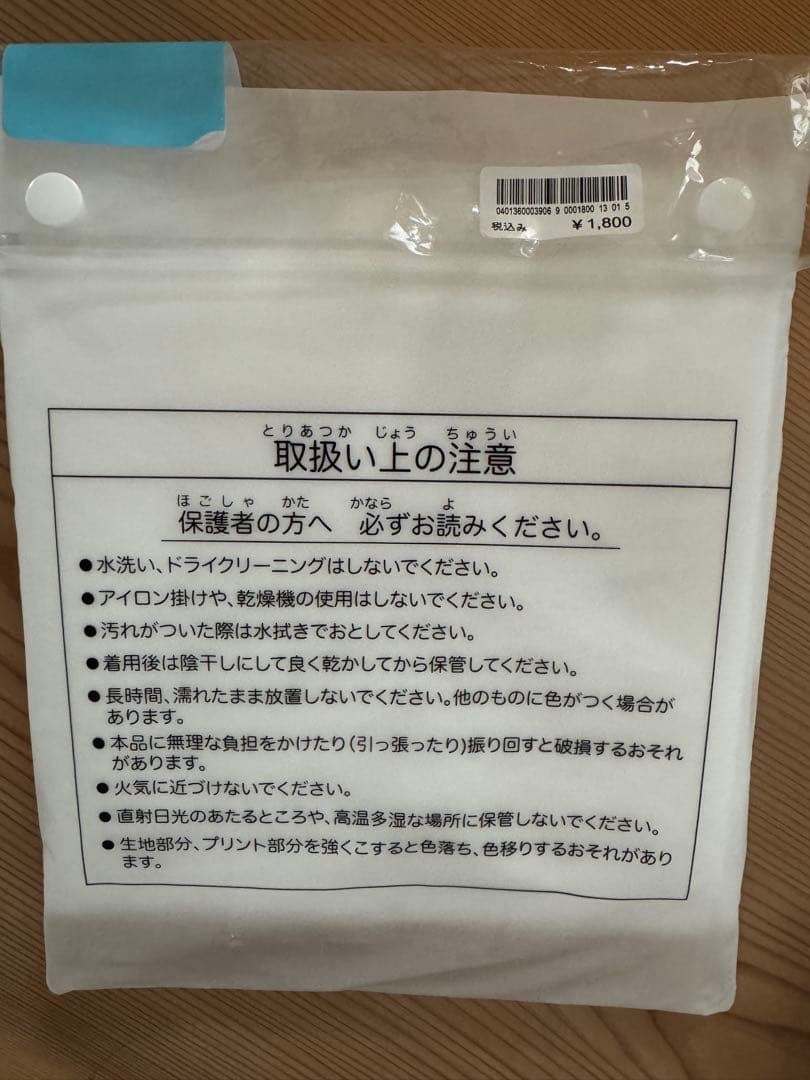 0401360003906 9 0001800 13 01 5
税込み ¥1,800
とりあつか じょう ちゅうい
取扱い上の注意
ほごしゃ かた かなら よ
保護者の方へ 必ずお読みください。
●水洗い、ドライクリーニングはしないでください。
●アイロン掛けや、乾燥機の使用はしないでください。
●汚れがついた際は水拭きでおとしてください。
●着用後は陰干しにして良く乾かしてから保管してください。
●長時間、濡れたまま放置しないでください。他のものに色がつく場合が
あります。
●本品に無理な負担をかけたり(引っ張ったり)振り回すと破損するおそれ
があります。
●火気に近づけないでください。
●直射日光のあたるところや、高温多湿な場所に保管しないでください。
●生地部分、プリント部分を強くこすると色落ち、色移りするおそれがあり
ます。